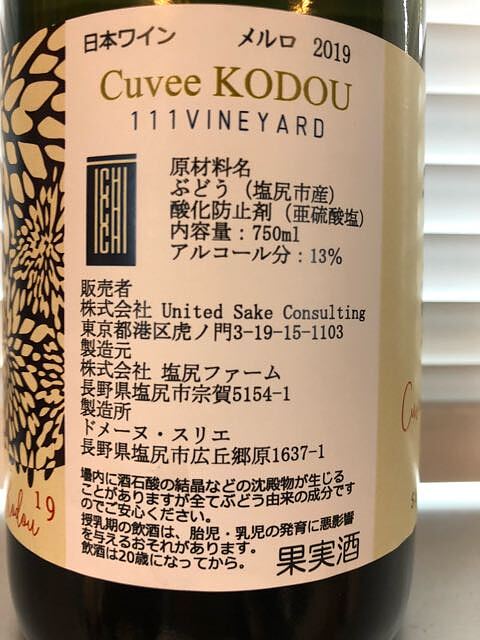 日本ワイン メルロ 2019
Cuvee KODOU
111VINEYARD
ICHI
ICHI
ICHI
原材料名
ぶどう（塩尻市産）
酸化防止剤（亜硫酸塩）
内容量：750ml
アルコール分：13%
販売者
株式会社 United Sake Consulting
東京都港区虎ノ門3-19-15-1103
製造元
株式会社 塩尻ファーム
長野県塩尻市宗賀5154-1
製造所
ドメーヌ・スリエ
長野県塩尻市広丘郷原1637-1
壜内に酒石酸の結晶などの沈殿物が生じる
ことがありますが全てぶどう由来の成分です
のでご安心ください。
授乳期の飲酒は、胎児・乳児の発育に悪影響
を与えるおそれがあります。
飲酒は20歳になってから。
果実酒
19